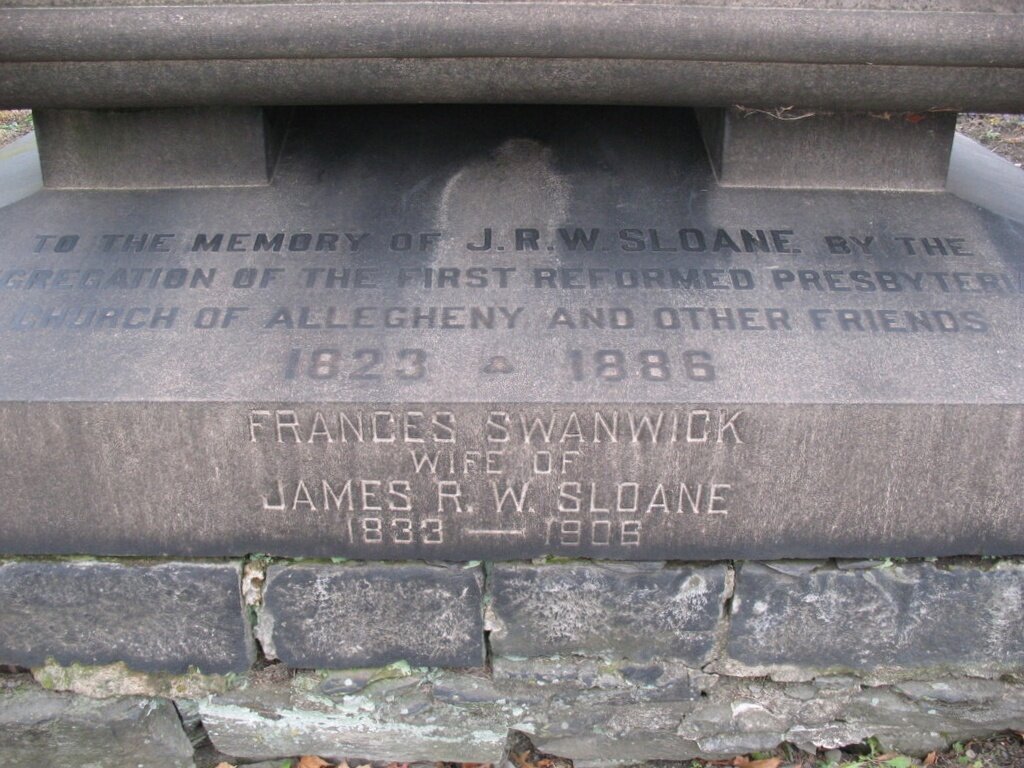 TO THE MEMORY OF J.R.W. SLOANE. BY THE
GREGATION OF THE FIRST REFORMED PRESBYTERI
CHURCH OF ALLEGHENY AND OTHER FRIENDS
1823 1886
FRANCES SWANWICK
WIFE OF
JAMES R. W. SLOANE
1833 — 1906